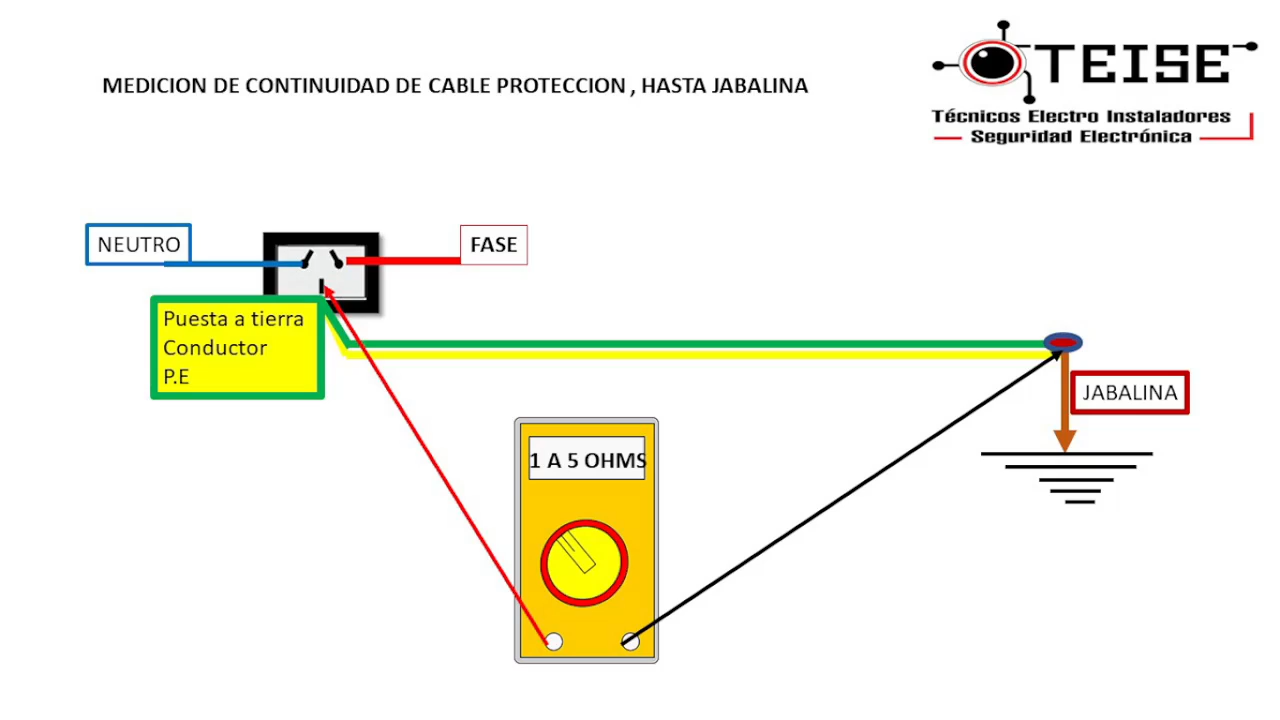 TEISE
Técnicos Electro Instaladores
Seguridad Electrónica
MEDICION DE CONTINUIDAD DE CABLE PROTECCION , HASTA JABALINA
NEUTRO
FASE
Puesta a tierra
Conductor
P.E
JABALINA
1 A 5 OHMS